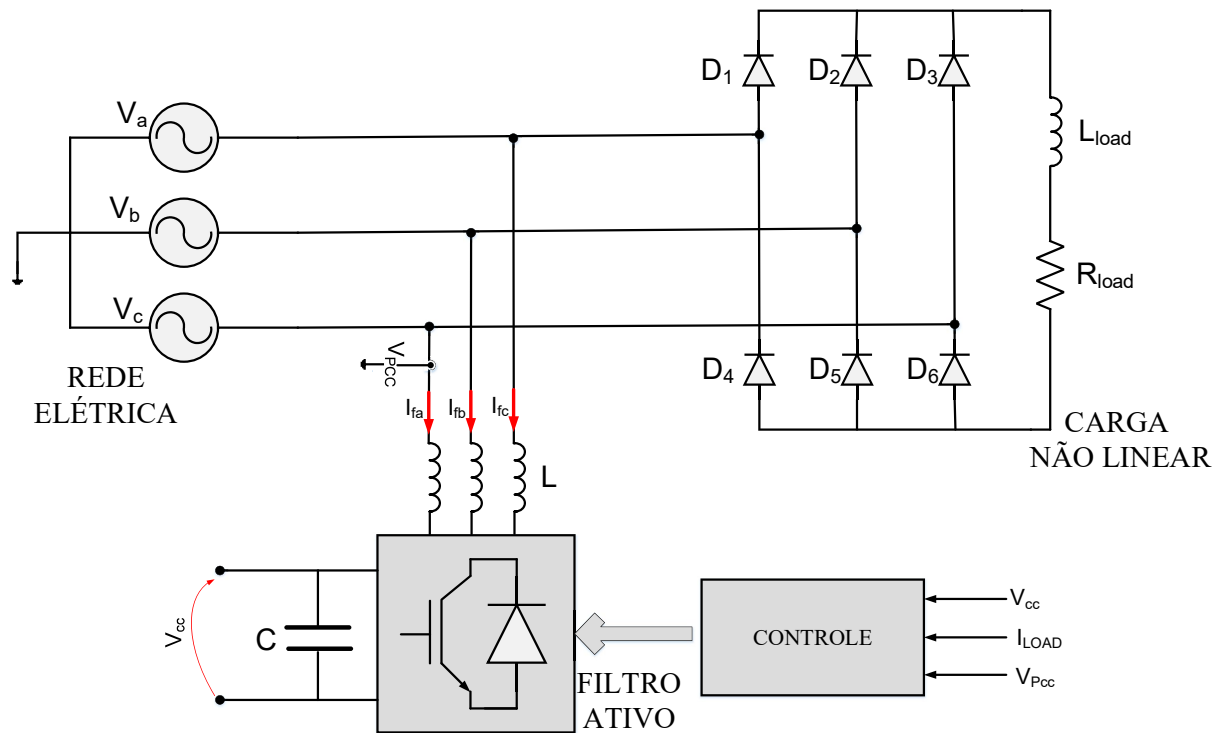 D1
D2
D3
Va
Lload
Vb
Rload
Vc
VPCC
D4
D5
D6
REDE
ELÉTRICA
Ifa
Ifb
Ifc
CARGA
NÃO LINEAR
L
Vcc
C
CONTROLE
Vcc
ILOAD
VPcc
FILTRO
ATIVO